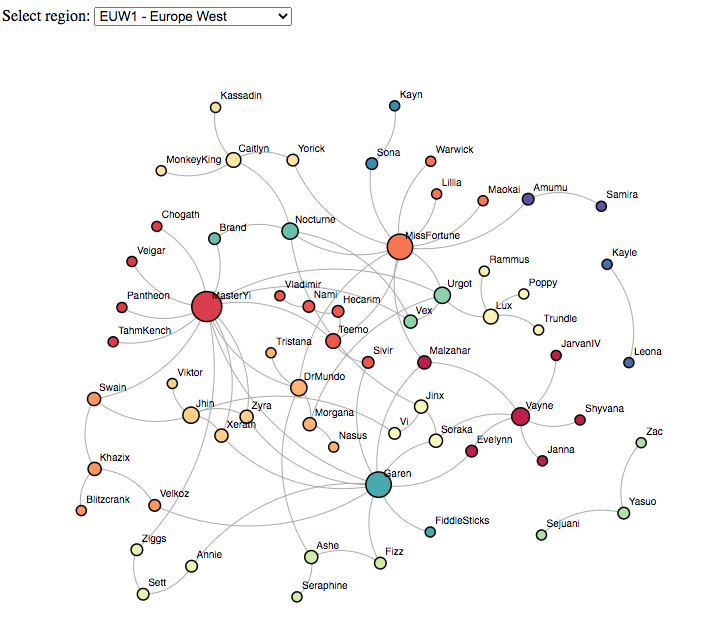 Select region: EUW1 - Europe West
Kassadin
Kayn
Caitlyn
Yorick
Sona
Warwick
MonkeyKing
Lillia
Maokai
Amumu
Samira
Chogath
Brand
Nocturne
MissFortune
Veigar
Rammus
Kayle
Pantheon
MasterYi
Vladimir
Nami
Hecarim
Urgot
Poppy
Lux
Vex
Trundle
TahmKench
Teemo
Tristana
Sivir
Malzahar
JarvanIV
Leona
Viktor
DrMundo
Swain
Jhin
Zyra
Morgana
Jinx
Vayne
Shyvana
Xerath
Vi
Soraka
Nasus
Evelynn
Janna
Zac
Khazix
Garen
Blitzcrank
Velkoz
Yasuo
FiddleSticks
Sejuani
Ziggs
Annie
Ashe
Fizz
Sett
Seraphine